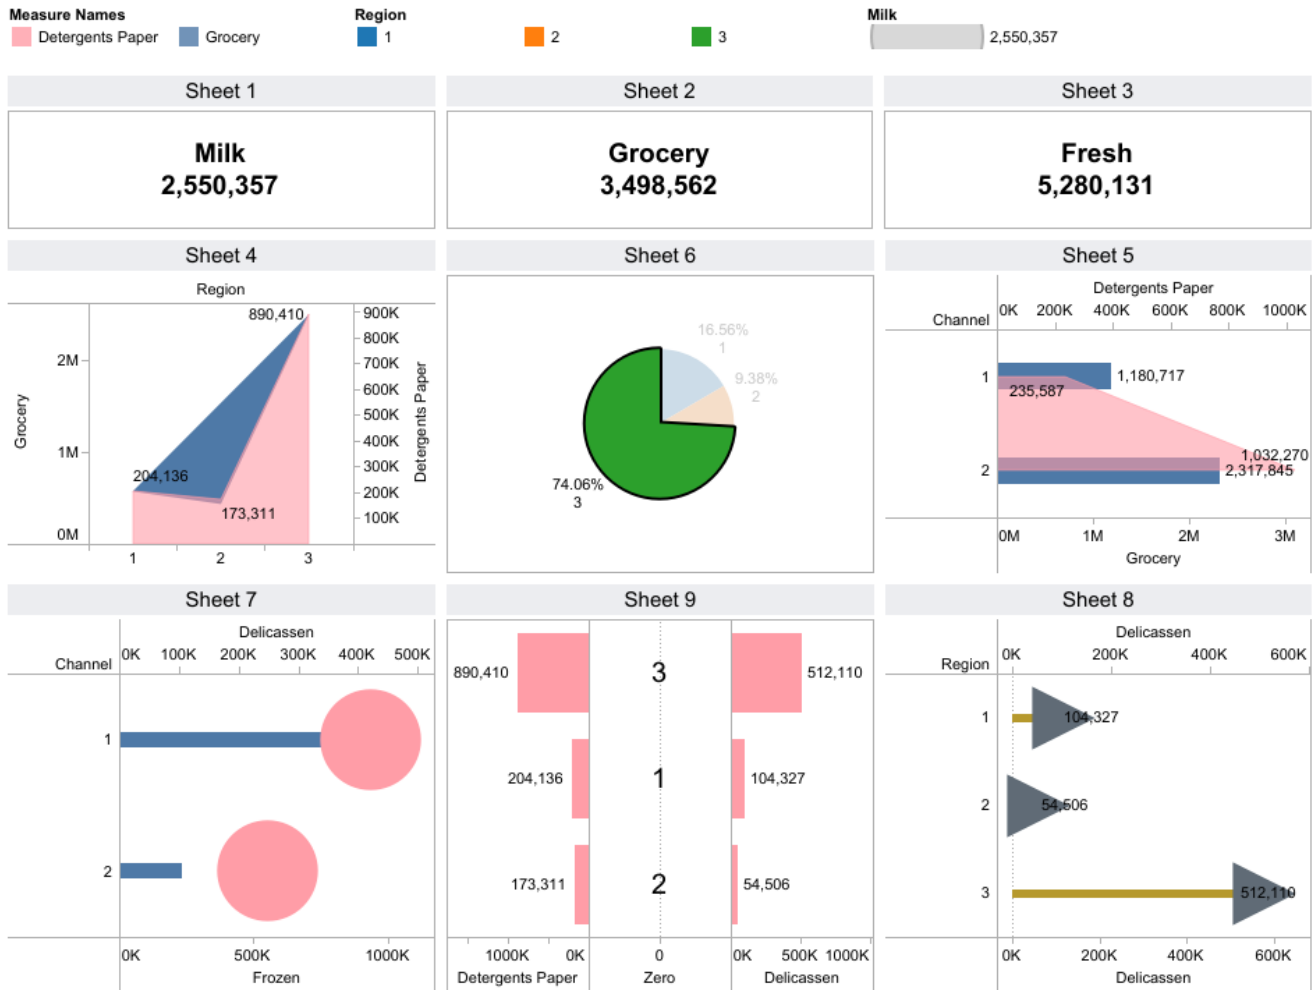 Measure Names
Detergents Paper Grocery
Region
1 2 3
Milk
2,550,357
Sheet 1
Milk
2,550,357
Sheet 2
Grocery
3,498,562
Sheet 3
Fresh
5,280,131
Sheet 4
Region
890,410
204,136
173,311
2M
1M
0M
Grocery
900K
800K
700K
600K
500K
400K
300K
200K
100K
Detergents Paper
1 2 3
Sheet 6
16.56%
1
9.38%
2
74.06%
3
Sheet 5
Detergents Paper
0K 200K 400K 600K 800K 1000K
Channel
1
1,180,717
235,587
1,032,270
2
2,317,845
0M 1M 2M 3M
Grocery
Sheet 7
Delicassen
0K 100K 200K 300K 400K 500K
Channel
1
2
0K 500K 1000K
Frozen
Sheet 9
890,410 3 512,110
204,136 1 104,327
173,311 2 54,506
1000K 0K 0 0K 500K 1000K
Detergents Paper Zero Delicassen
Sheet 8
Delicassen
Region
0K 200K 400K 600K
1 104,327
2 54,506
3 512,110
0K 200K 400K 600K
Delicassen